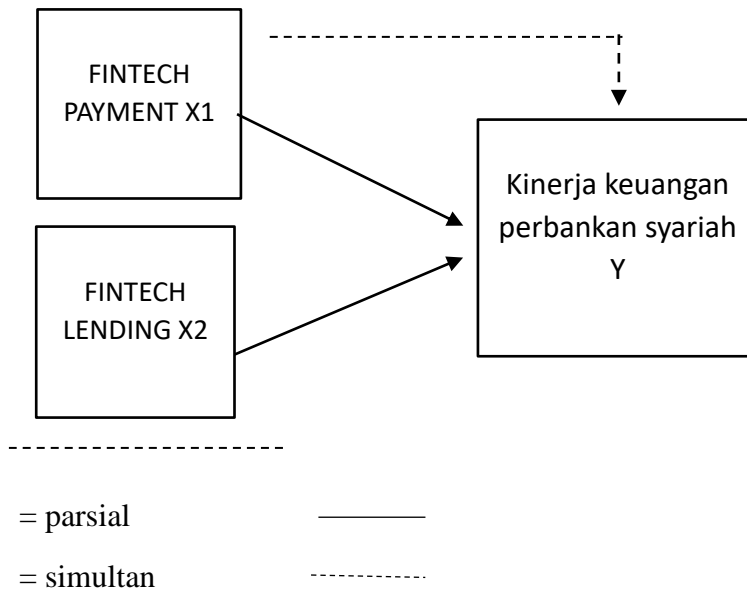 FINTECH
PAYMENT X1
Kinerja keuangan
perbankan syariah
Y
FINTECH
LENDING X2
= parsial
= simultan